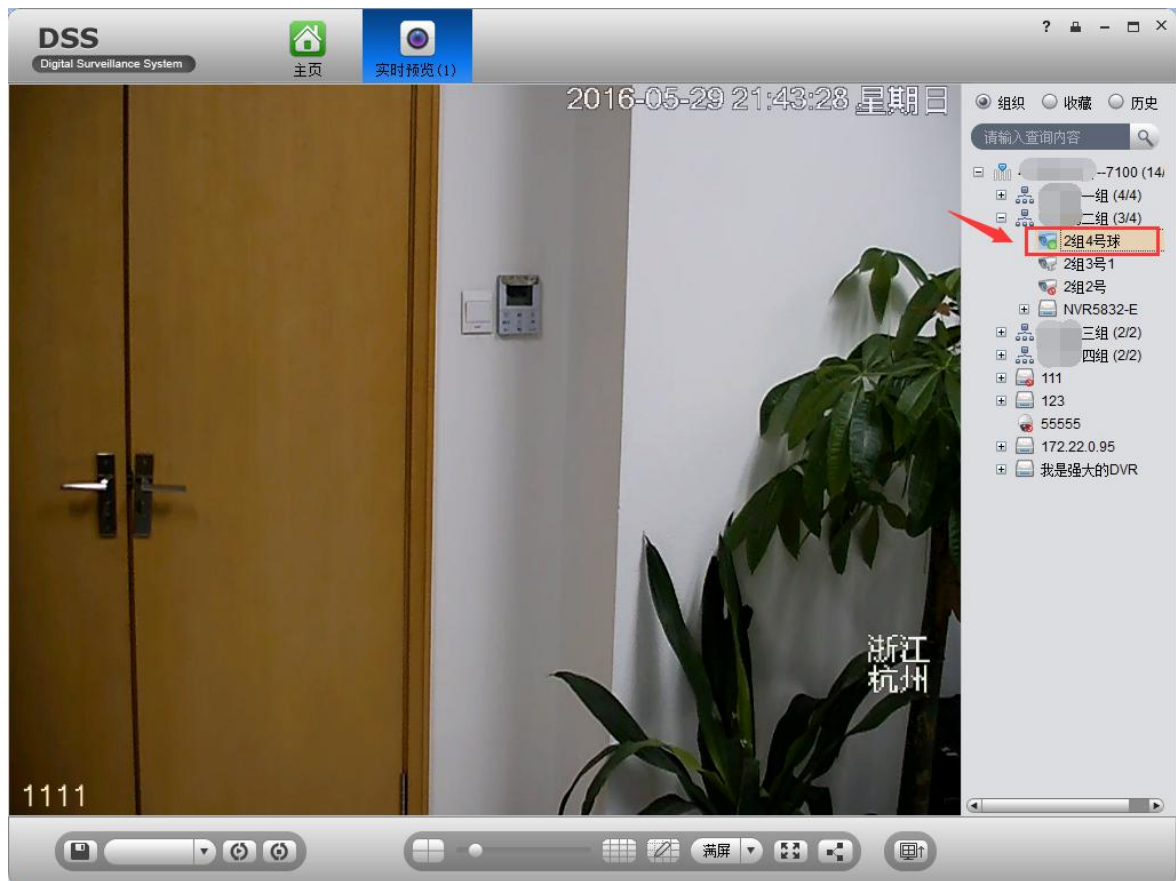 DSS
Digital Surveillance System
主页
实时预览(1)
?
2016-05-29 21:43:28 星期日
浙江
杭州
1111
组织 收藏 历史
请输入查询内容
--7100 (14/
一组 (4/4)
二组 (3/4)
2组4号球
2组3号1
2组2号
NVR5832-E
三组 (2/2)
四组 (2/2)
111
123
55555
172.22.0.95
我是强大的DVR
满屏